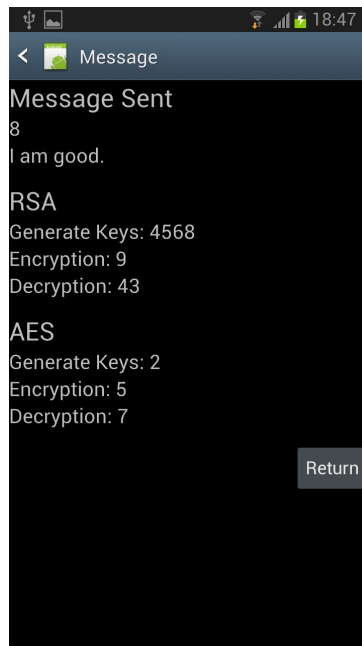 18:47
Message
Message Sent
8
I am good.
RSA
Generate Keys: 4568
Encryption: 9
Decryption: 43
AES
Generate Keys: 2
Encryption: 5
Decryption: 7
Return